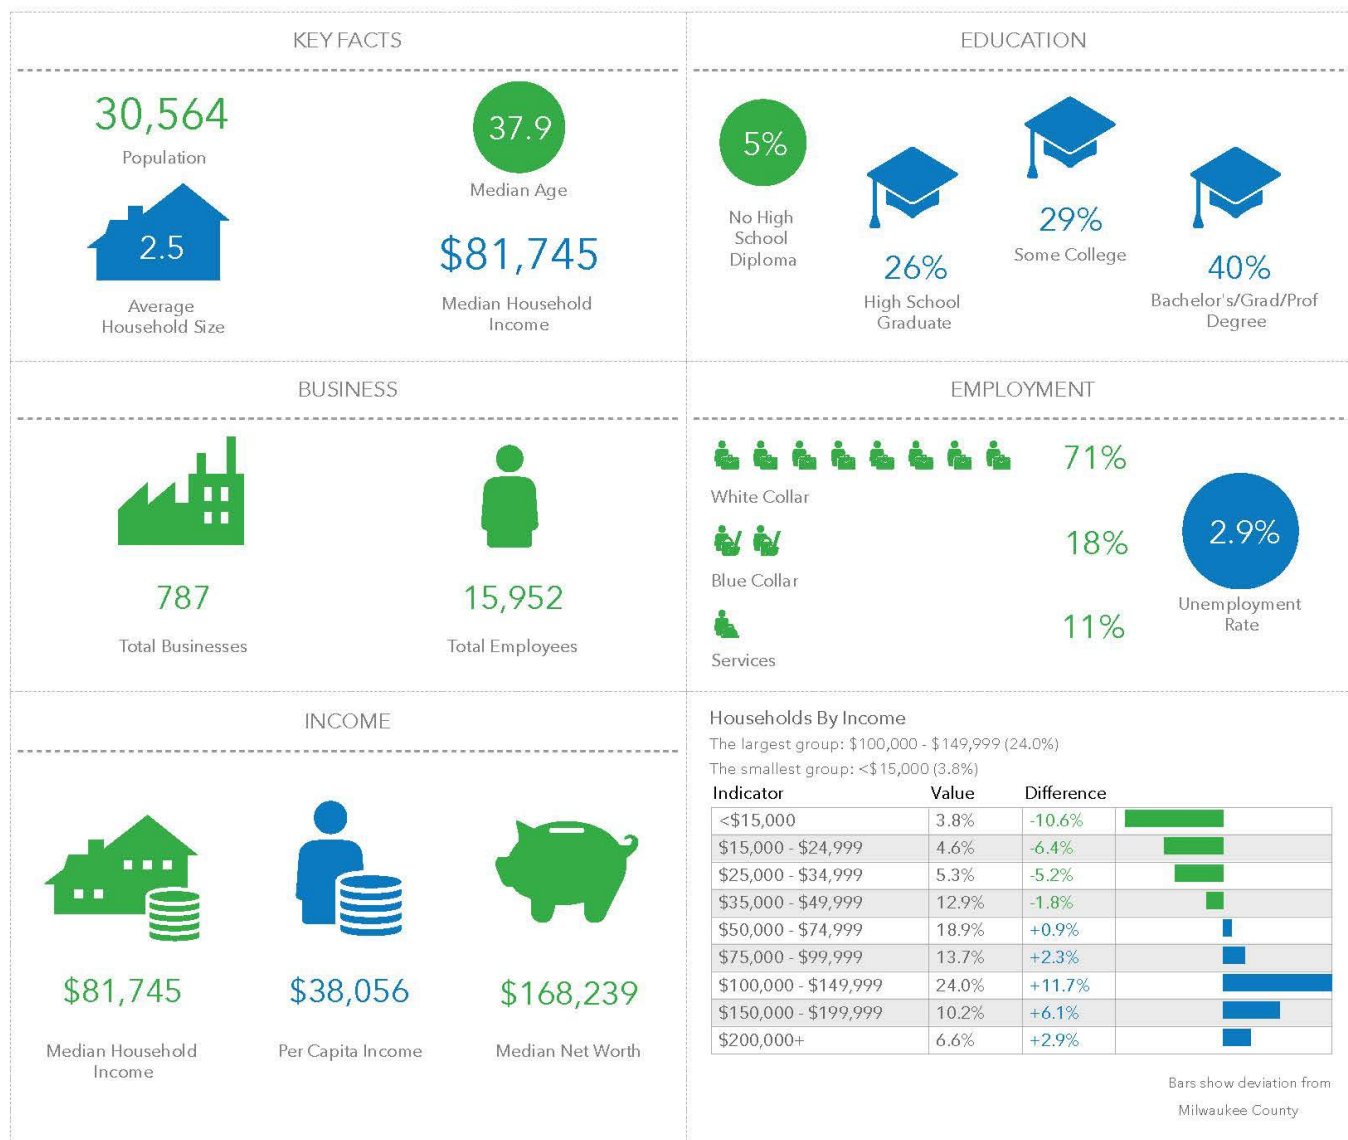 KEY FACTS
30,564
Population
37.9
Median Age
2.5
Average
Household Size
$81,745
Median Household
Income
EDUCATION
5%
No High
School
Diploma
26%
High School
Graduate
29%
Some College
40%
Bachelor's/Grad/Prof
Degree
BUSINESS
787
Total Businesses
15,952
Total Employees
EMPLOYMENT
71%
White Collar
18%
Blue Collar
11%
Services
2.9%
Unemployment
Rate
INCOME
$81,745
Median Household
Income
$38,056
Per Capita Income
$168,239
Median Net Worth
Households By Income
The largest group: $100,000 - $149,999 (24.0%)
The smallest group: <$15,000 (3.8%)
Indicator Value Difference
<$15,000 3.8% -10.6%
$15,000 - $24,999 4.6% -6.4%
$25,000 - $34,999 5.3% -5.2%
$35,000 - $49,999 12.9% -1.8%
$50,000 - $74,999 18.9% +0.9%
$75,000 - $99,999 13.7% +2.3%
$100,000 - $149,999 24.0% +11.7%
$150,000 - $199,999 10.2% +6.1%
$200,000+ 6.6% +2.9%
Bars show deviation from
Milwaukee County